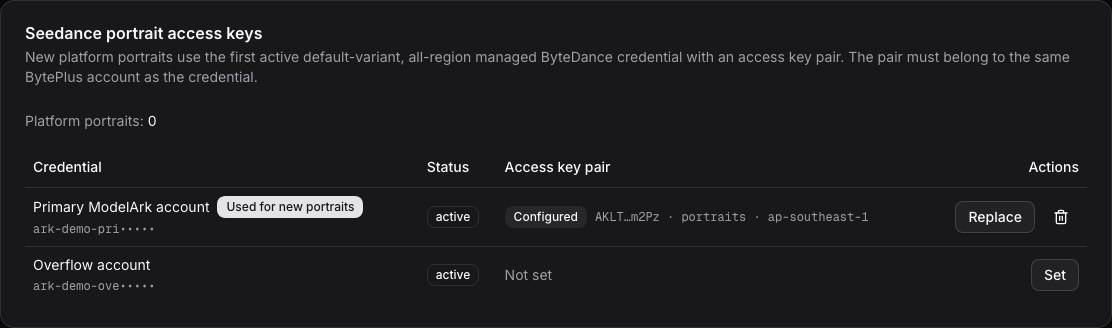 Seedance portrait access keys
New platform portraits use the first active default-variant, all-region managed ByteDance credential with an access key pair. The pair must belong to the same
BytePlus account as the credential.
Platform portraits: 0
Credential Status Access key pair Actions
Primary ModelArk account Used for new portraits
ark-demo-pri•••••
active Configured AKLT…m2Pz · portraits · ap-southeast-1 Replace
Overflow account
ark-demo-ove•••••
active Not set Set